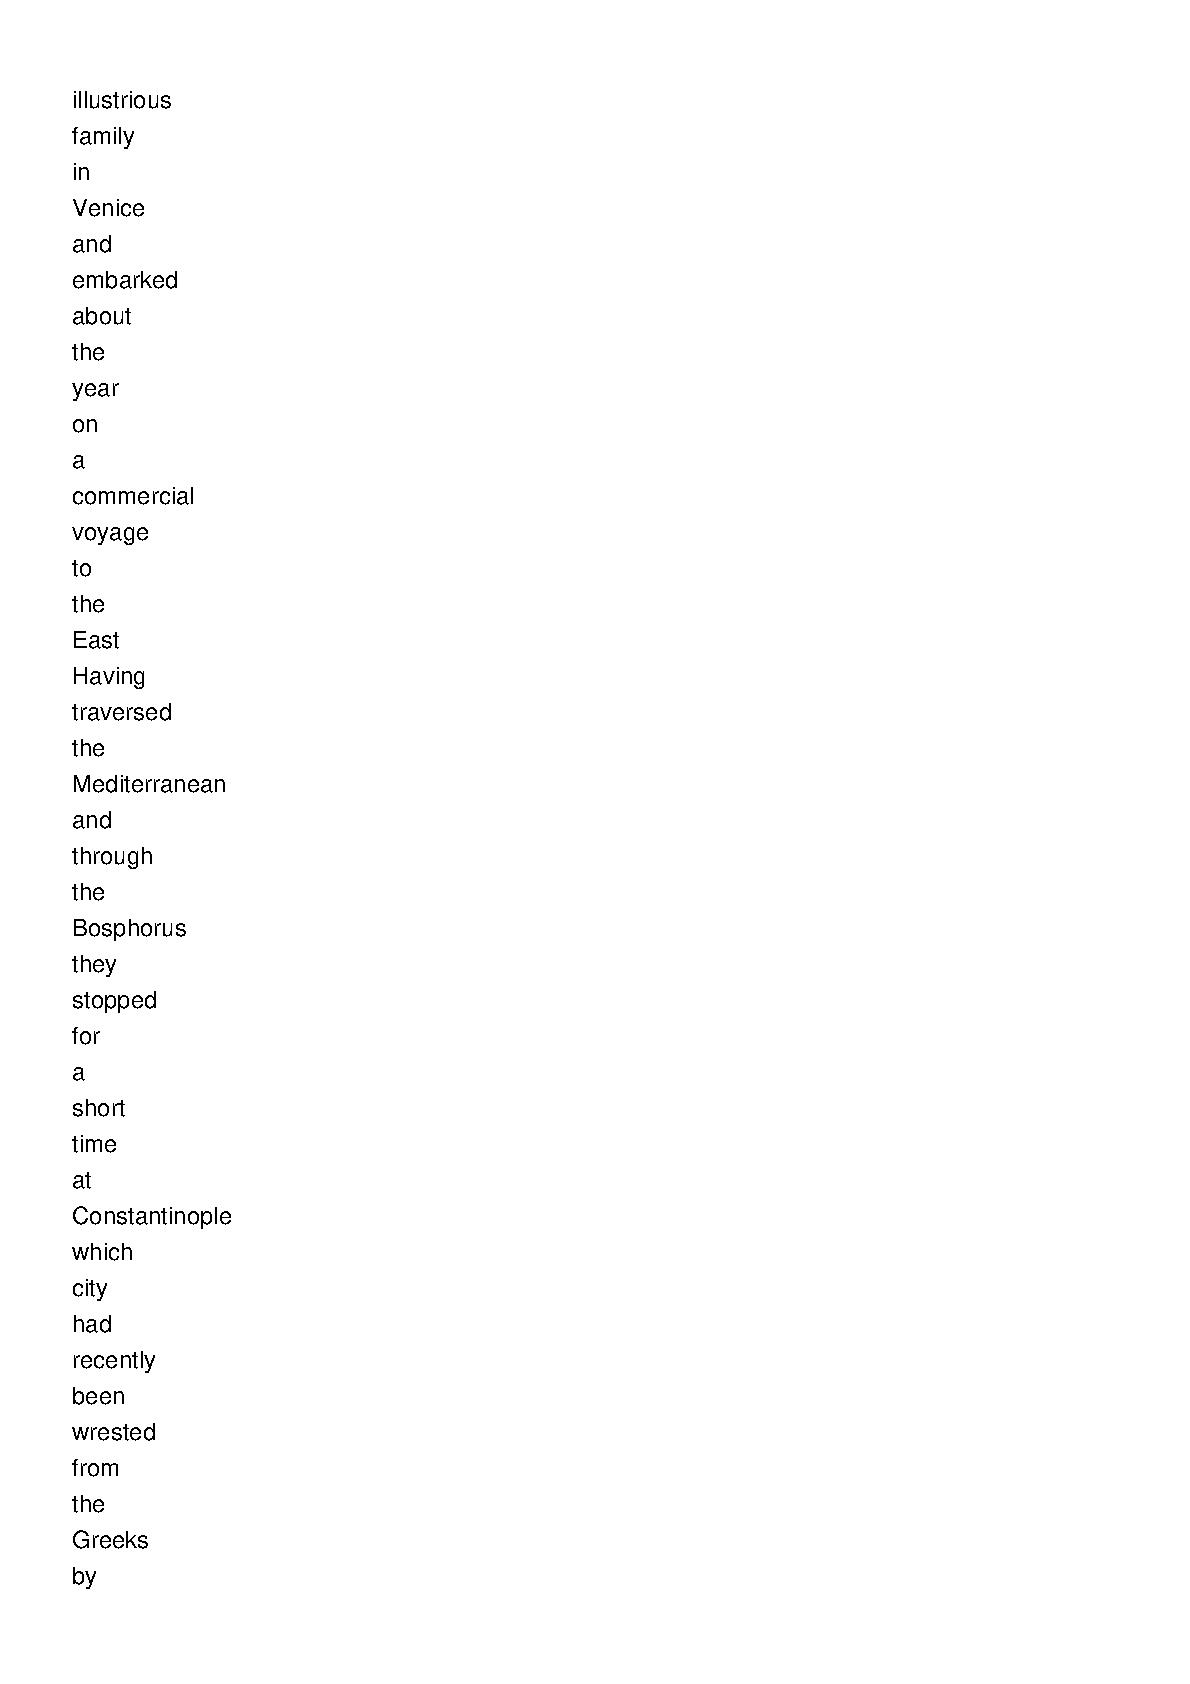 illustrious
family
in
Venice
and
embarked
about
the
year
on
a
commercial
voyage
to
the
East
Having
traversed
the
Mediterranean
and
through
the
Bosphorus
they
stopped
for
a
short
time
at
Constantinople
which
city
had
recently
been
wrested
from
the
Greeks
by